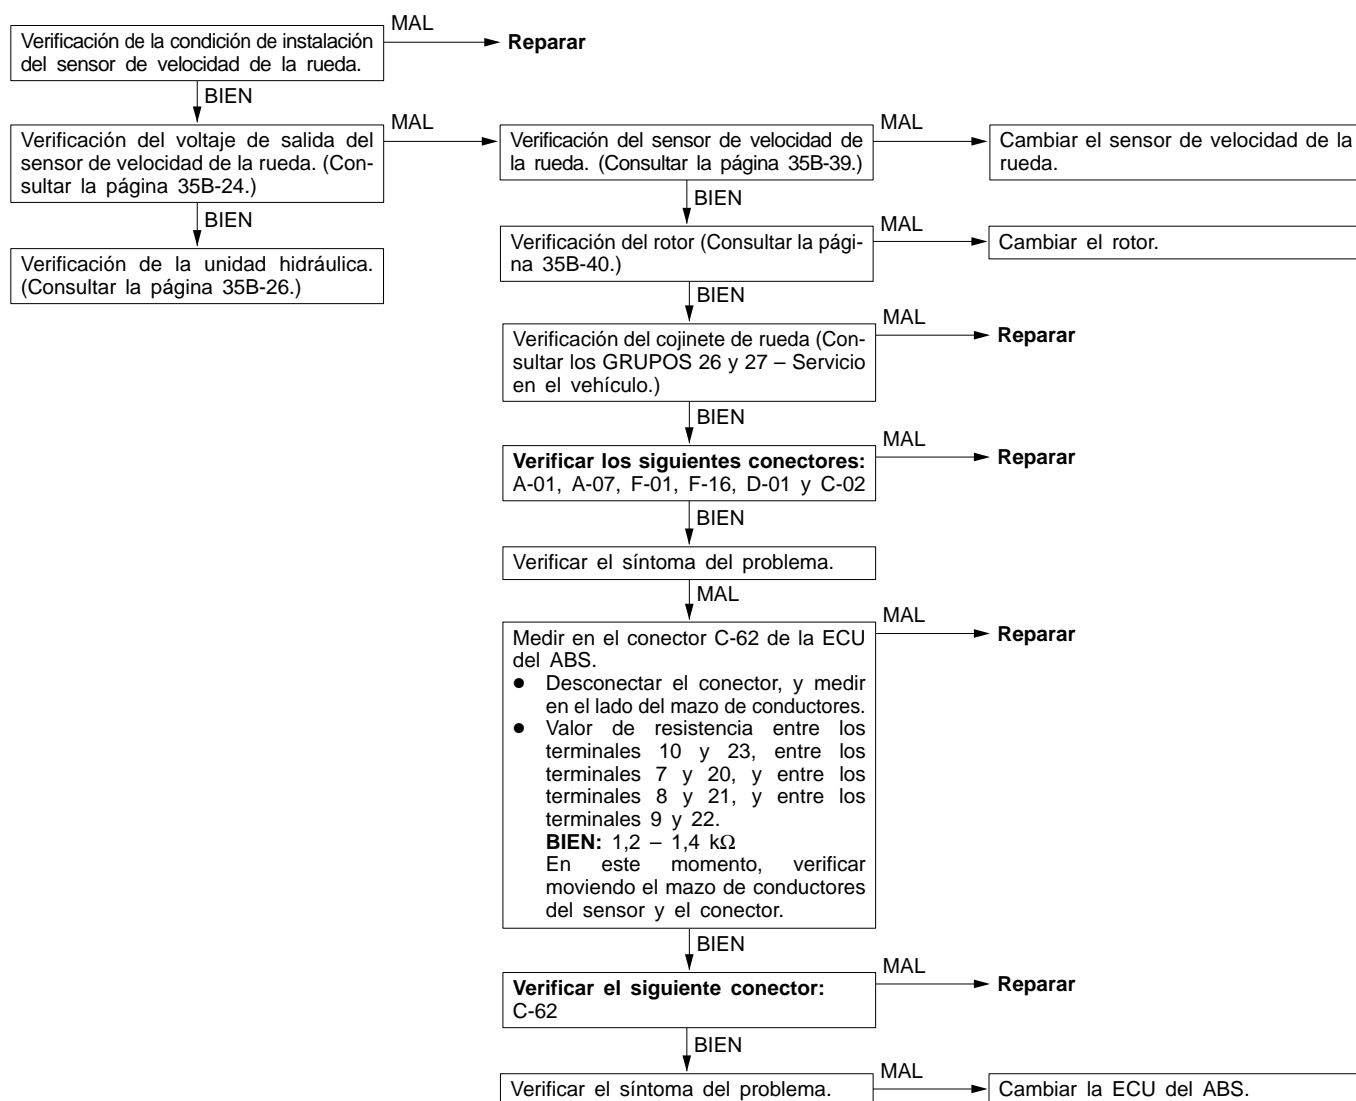 MAL
Verificación de la condición de instalación
del sensor de velocidad de la rueda.
Reparar
BIEN
Verificación del voltaje de salida del
sensor de velocidad de la rueda. (Con-
sultar la página 35B-24.)
MAL
Verificación del sensor de velocidad de
la rueda. (Consultar la página 35B-39.)
MAL
Cambiar el sensor de velocidad de la
rueda.
BIEN
Verificación de la unidad hidráulica.
(Consultar la página 35B-26.)
BIEN
Verificación del rotor (Consultar la pági-
na 35B-40.)
MAL
Cambiar el rotor.
BIEN
Verificación del cojinete de rueda (Con-
sultar los GRUPOS 26 y 27 – Servicio
en el vehículo.)
MAL
Reparar
BIEN
Verificar los siguientes conectores:
A-01, A-07, F-01, F-16, D-01 y C-02
MAL
Reparar
BIEN
Verificar el síntoma del problema.
MAL
Medir en el conector C-62 de la ECU
del ABS.
● Desconectar el conector, y medir
en el lado del mazo de conductores.
● Valor de resistencia entre los
terminales 10 y 23, entre los
terminales 7 y 20, y entre los
terminales 8 y 21, y entre los
terminales 9 y 22.
BIEN: 1,2 – 1,4 kΩ
En este momento, verificar
moviendo el mazo de conductores
del sensor y el conector.
MAL
Reparar
BIEN
Verificar el siguiente conector:
C-62
MAL
Reparar
BIEN
Verificar el síntoma del problema.
MAL
Cambiar la ECU del ABS.